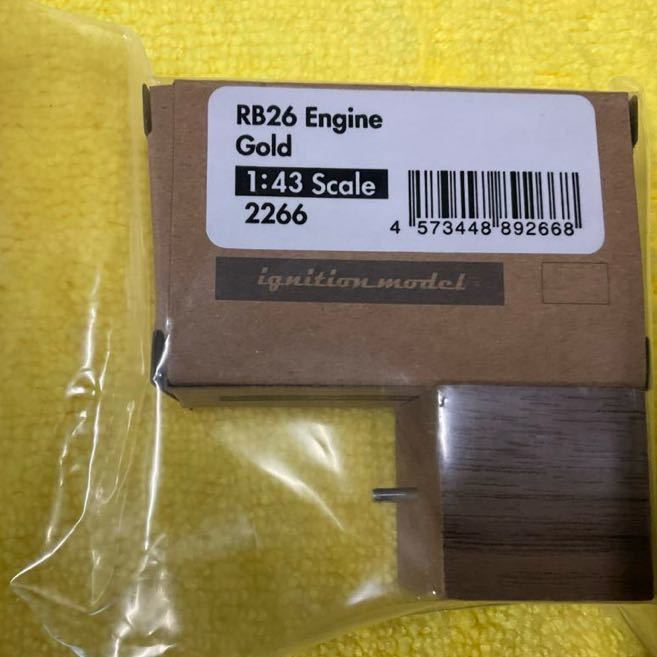 RB26 Engine
Gold
1:43 Scale
2266
4 573448 892668
ignition model